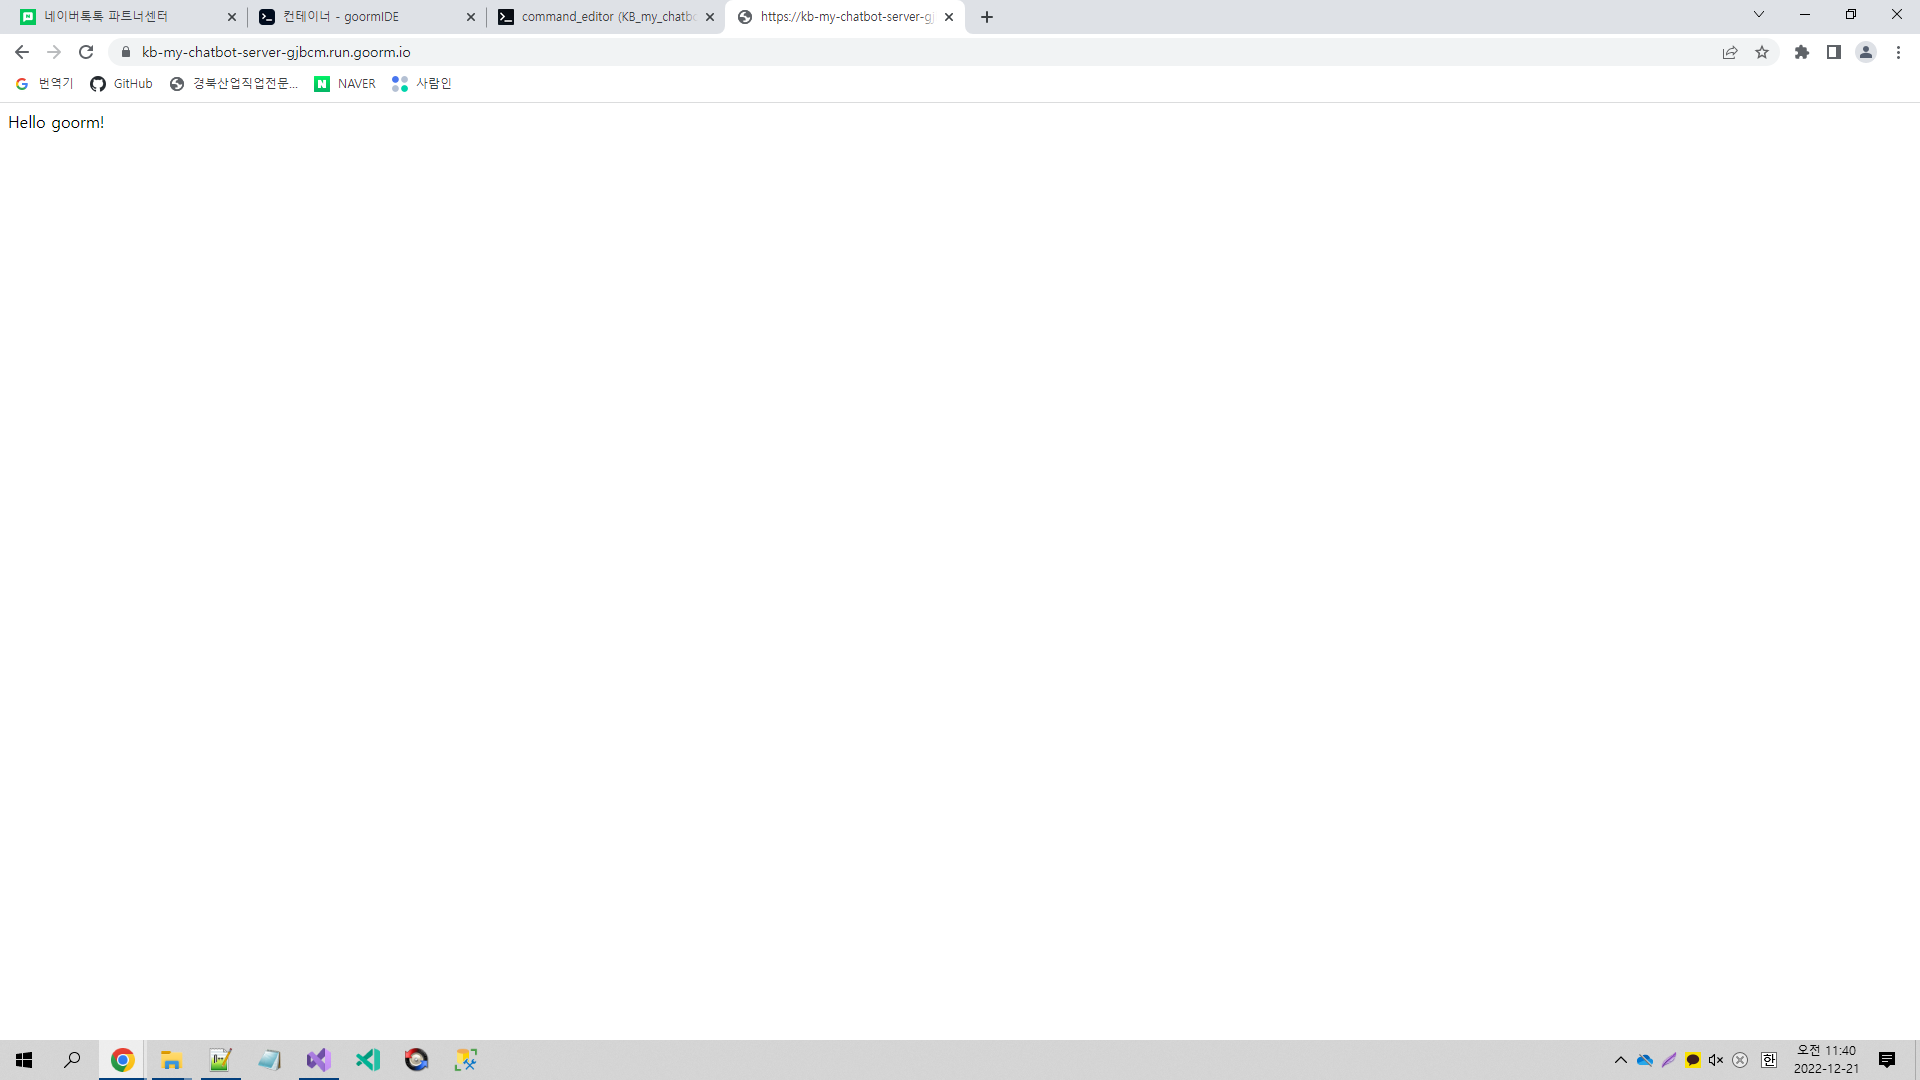 네이버톡톡 파트너센터
컨테이너 - goormIDE
command_editor (KB_my_chatbo
https://kb-my-chatbot-server-gj
kb-my-chatbot-server-gjbcm.run.goorm.io
번역기
GitHub
경북산업직업전문...
NAVER
사람인
Hello goorm!
한
오전 11:40
2022-12-21